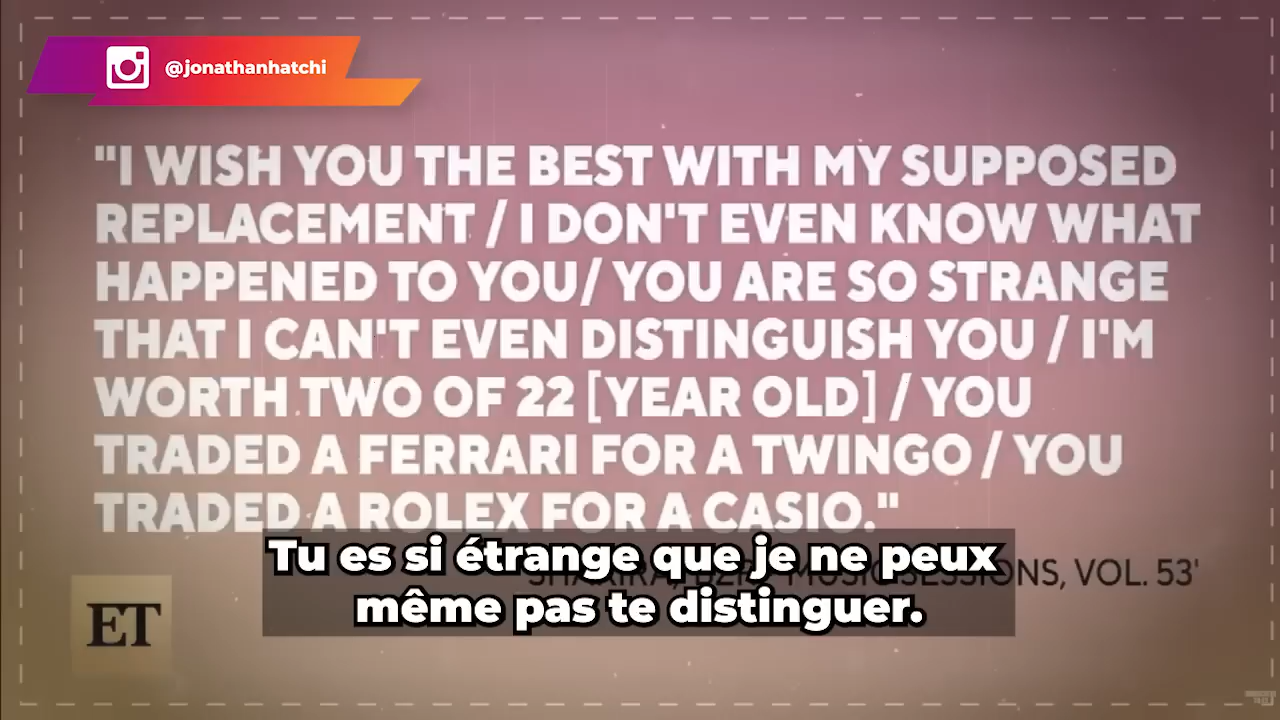 @jonathanhatchi
"I WISH YOU THE BEST WITH MY SUPPOSED
REPLACEMENT / I DON'T EVEN KNOW WHAT
HAPPENED TO YOU/ YOU ARE SO STRANGE
THAT I CAN'T EVEN DISTINGUISH YOU / I'M
WORTH TWO OF 22 [YEAR OLD] / YOU
TRADED A FERRARI FOR A TWINGO / YOU
TRADED A ROLEX FOR A CASIO."
SESSIONS, VOL. 53'
Tu es si étrange que je ne peux
même pas te distinguer.
ET